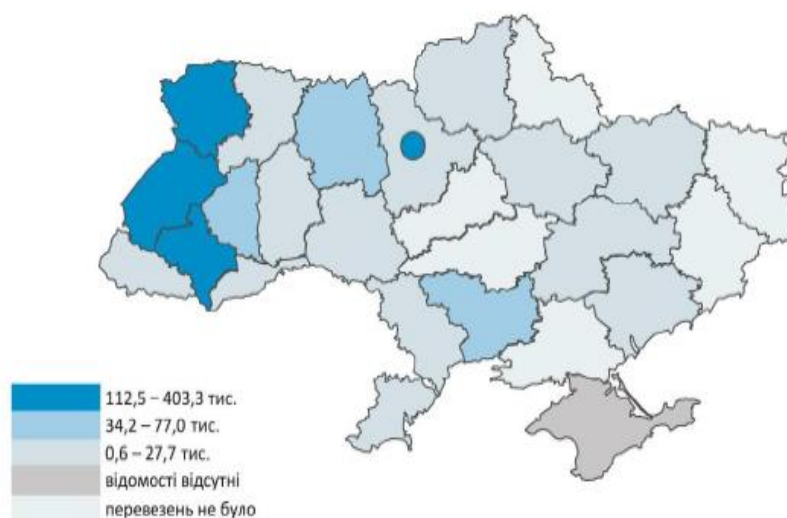 112,5 – 403,3 тис.
34,2 – 77,0 тис.
0,6 – 27,7 тис.
відомості відсутні
перевезень не було